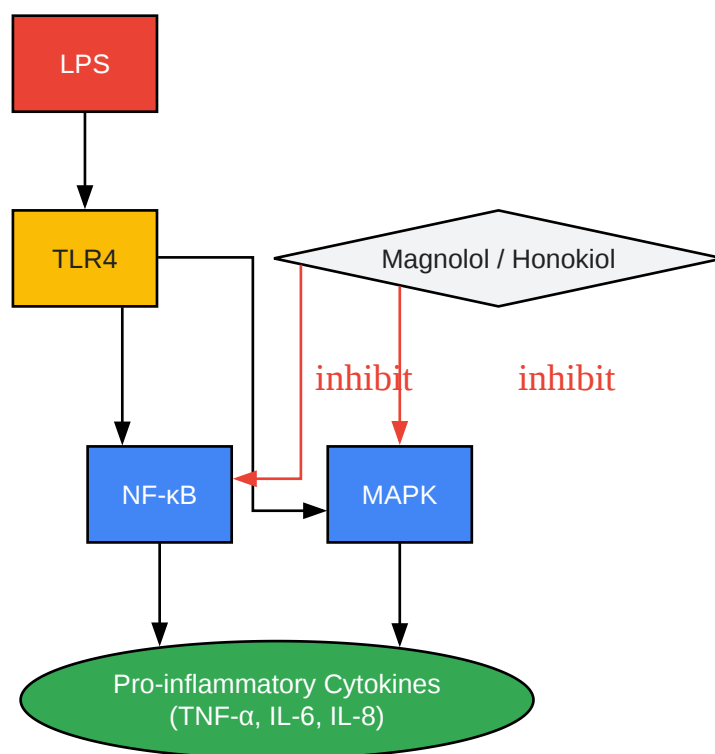 LPS
TLR4
Magnolol / Honokiol
inhibit
inhibit
NF-κB
MAPK
Pro-inflammatory Cytokines
(TNF-α, IL-6, IL-8)